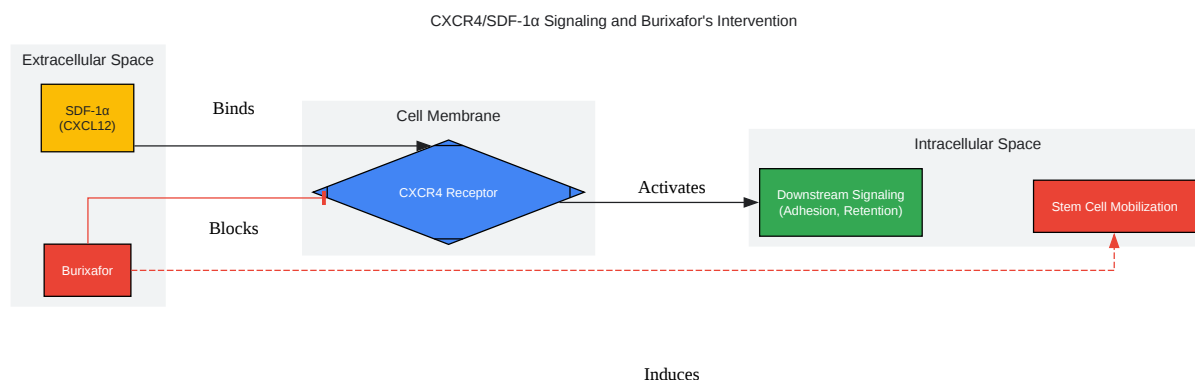 CXCR4/SDF-1α Signaling and Burixafor's Intervention
Extracellular Space
SDF-1α
(CXCL12)
Binds
Cell Membrane
CXCR4 Receptor
Blocks
Burixafor
Activates
Intracellular Space
Downstream Signaling
(Adhesion, Retention)
Stem Cell Mobilization
Induces